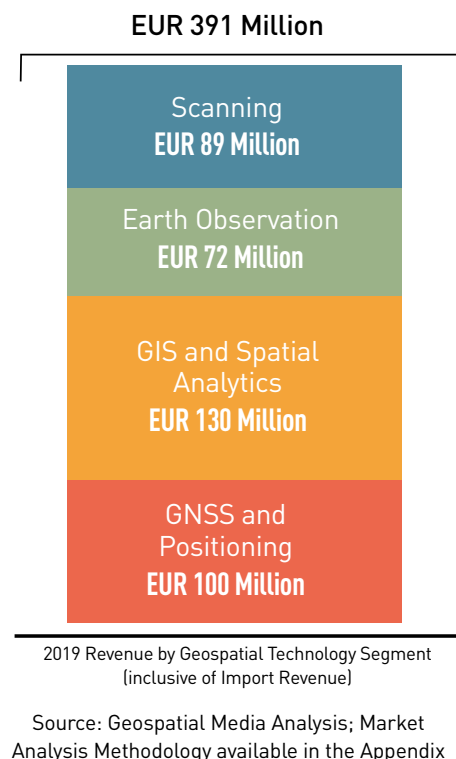 EUR 391 Million
Scanning
EUR 89 Million
Earth Observation
EUR 72 Million
GIS and Spatial
Analytics
EUR 130 Million
GNSS and
Positioning
EUR 100 Million
2019 Revenue by Geospatial Technology Segment
(inclusive of Import Revenue)
Source: Geospatial Media Analysis; Market
Analysis Methodology available in the Appendix